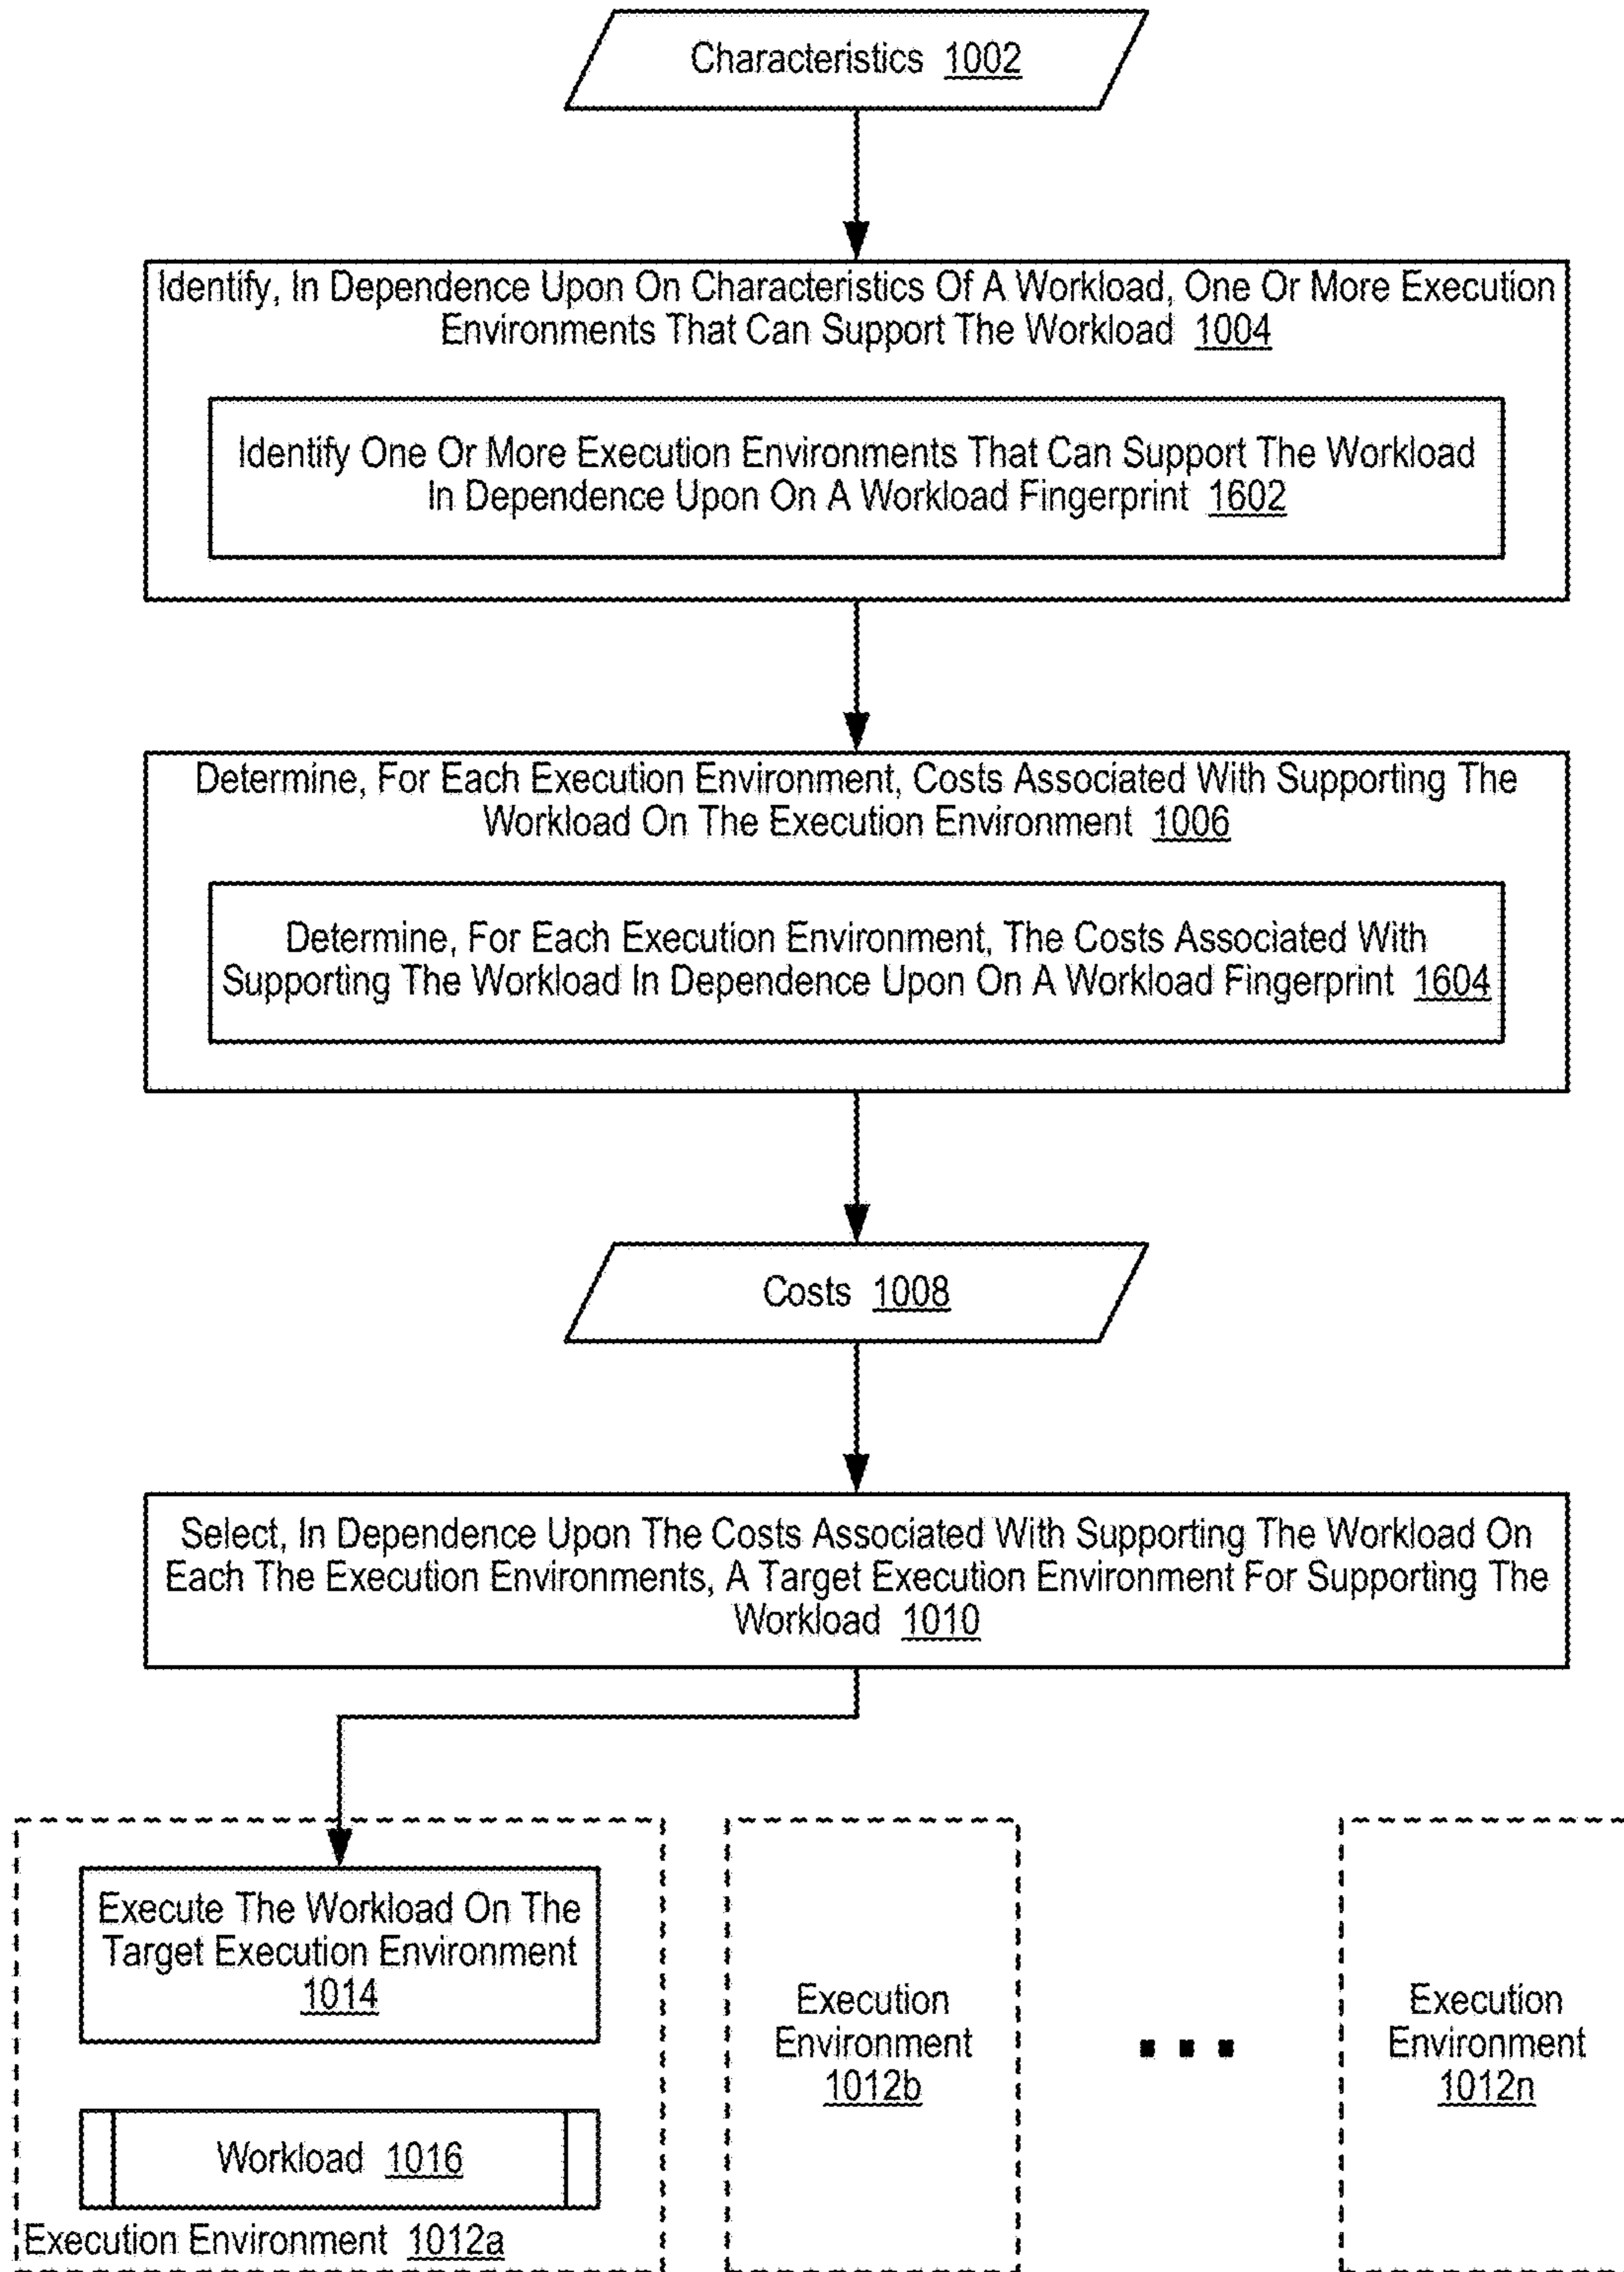 Characteristics 1002
Identify, In Dependence Upon On Characteristics Of A Workload, One Or More Execution
Environments That Can Support The Workload 1004
Identify One Or More Execution Environments That Can Support The Workload
In Dependence Upon On A Workload Fingerprint 1602
Determine, For Each Execution Environment, Costs Associated With Supporting The
Workload On The Execution Environment 1006
Determine, For Each Execution Environment, The Costs Associated With
Supporting The Workload In Dependence Upon On A Workload Fingerprint 1604
Costs 1008
Select, In Dependence Upon The Costs Associated With Supporting The Workload On
Each The Execution Environments, A Target Execution Environment For Supporting The
Workload 1010
Execute The Workload On The
Target Execution Environment
1014
Workload 1016
Execution Environment 1012a
Execution
Environment
1012b
Execution
Environment
1012n